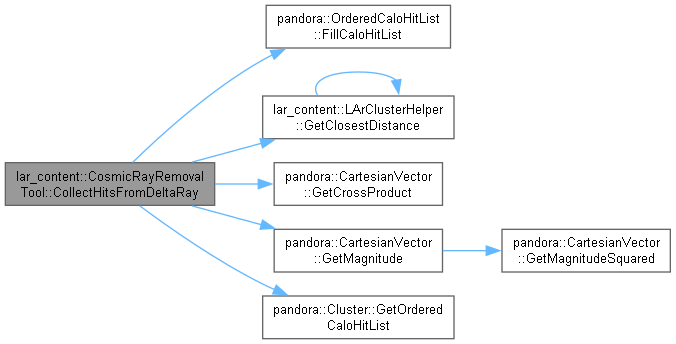 lar_content::CosmicRayRemoval
Tool::CollectHitsFromDeltaRay
pandora::OrderedCaloHitList
::FillCaloHitList
lar_content::LArClusterHelper
::GetClosestDistance
pandora::CartesianVector
::GetCrossProduct
pandora::CartesianVector
::GetMagnitude
pandora::CartesianVector
::GetMagnitudeSquared
pandora::Cluster::GetOrdered
CaloHitList